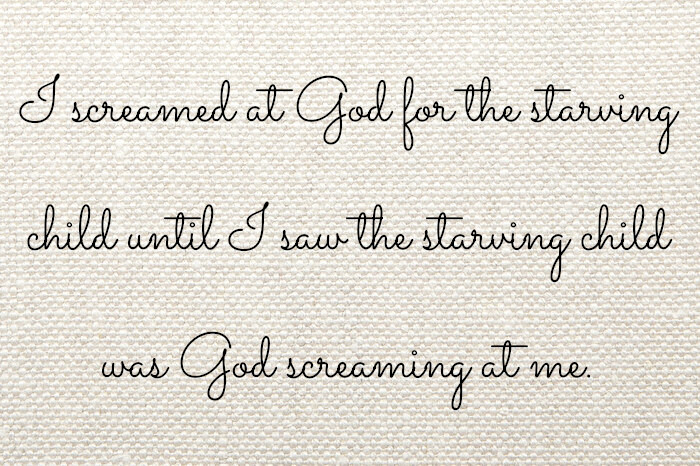 I screamed at God for the starving
child until I saw the starving child
was God screaming at me.